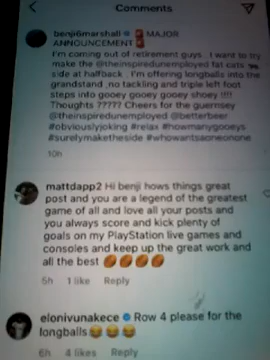 Comments
benji6marshall 🚨 MAJOR
ANNOUNCEMENT 🚨
I'm coming out of retirement guys . I want to try
make the @theinspiredunemployed fat cats
side at halfback . I'm offering longballs into the
grandstand ,no tackling and triple left foot
steps into gooey gooey shoey !!!!
Thoughts ????? Cheers for the guernsey
@theinspiredunemployed @betterbeer
#obviouslyjoking #relax #howmanygooeys
#surelymaketheside #whowantsaoneonone
10h
mattdapp2 Hi benji hows things great
post and you are a legend of the greatest
game of all and love all your posts and
you always score and kick plenty of
goals on my PlayStation live games and
consoles and keep up the great work and
all the best 🏉🏉🏉🏉
5h 1 like Reply
elonivunakece Row 4 please for the
longballs😂😂😂
6h 4 likes Reply